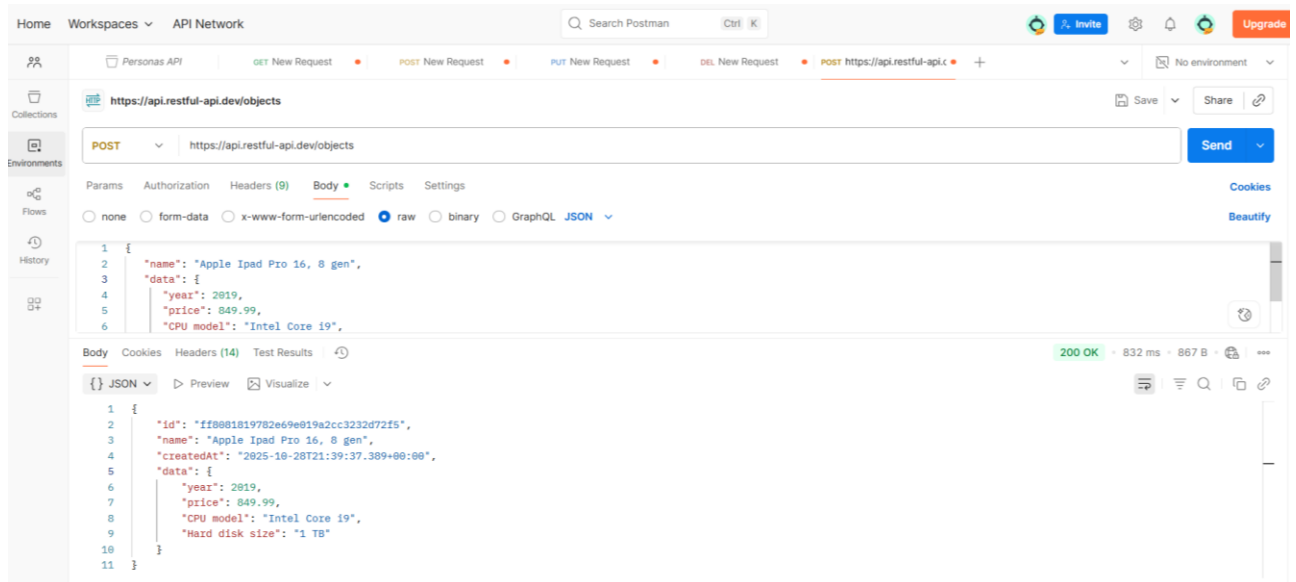 Home Workspaces API Network Search Postman Ctrl K Invite Upgrade
Personas API GET New Request POST New Request PUT New Request DEL New Request POST https://api.restful-api.c No environment
Collections
HTTP https://api.restful-api.dev/objects Save Share
Environments
POST https://api.restful-api.dev/objects Send
Params Authorization Headers (9) Body Scripts Settings Cookies
Flows
none form-data x-www-form-urlencoded raw binary GraphQL JSON Beautify
History
1 {
2 "name": "Apple Ipad Pro 16, 8 gen",
3 "data": {
4 "year": 2019,
5 "price": 849.99,
6 "CPU model": "Intel Core i9",
Body Cookies Headers (14) Test Results 200 OK 832 ms 867 B
{} JSON Preview Visualize
1 {
2 "id": "ff8081819782e69e019a2cc3232d72f5",
3 "name": "Apple Ipad Pro 16, 8 gen",
4 "createdAt": "2025-10-28T21:39:37.389+00:00",
5 "data": {
6 "year": 2019,
7 "price": 849.99,
8 "CPU model": "Intel Core i9",
9 "Hard disk size": "1 TB"
10 }
11 }